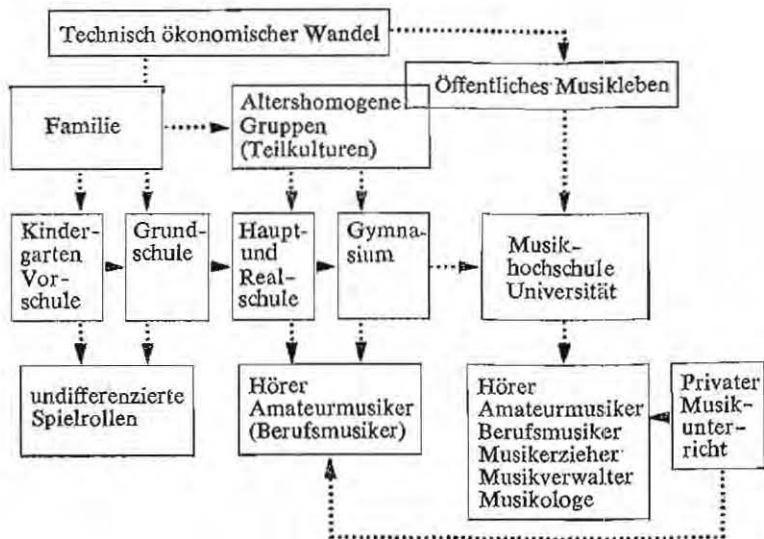 Technisch ökonomischer Wandel
Öffentliches Musikleben
Familie
Altershomogene
Gruppen
(Teilkulturen)
Kinder-
garten
Vor-
schule
Grund-
schule
Haupt-
und
Real-
schule
Gymna-
sium
Musik-
hochschule
Universität
undifferenzierte
Spielrollen
Hörer
Amateurmusiker
(Berufsmusiker)
Hörer
Amateurmusiker
Berufsmusiker
Musikerzieher
Musikverwalter
Musikologe
Privater
Musik-
unter-
richt